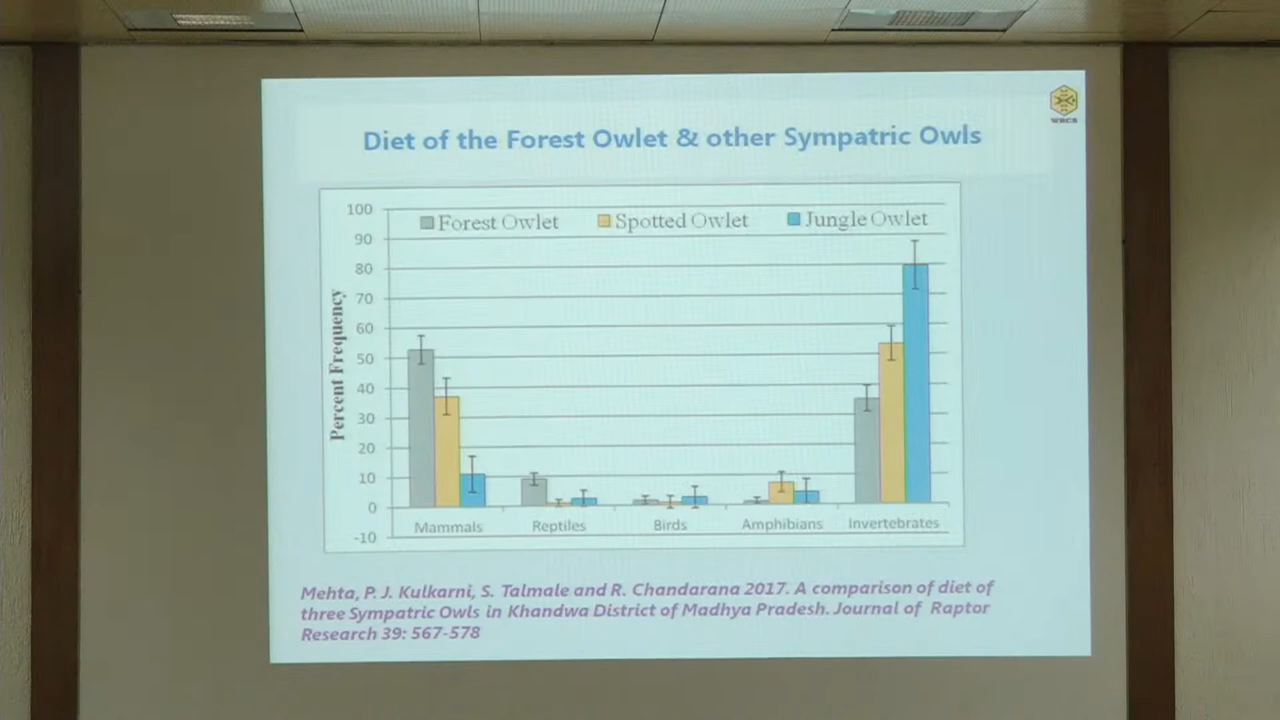 WRCS
Diet of the Forest Owlet & other Sympatric Owls
Forest Owlet Spotted Owlet Jungle Owlet
Percent Frequency
100
90
80
70
60
50
40
30
20
10
0
-10
Mammals Reptiles Birds Amphibians Invertebrates
Mehta, P. J. Kulkarni, S. Talmale and R. Chandarana 2017. A comparison of diet of
three Sympatric Owls in Khandwa District of Madhya Pradesh. Journal of Raptor
Research 39: 567-578